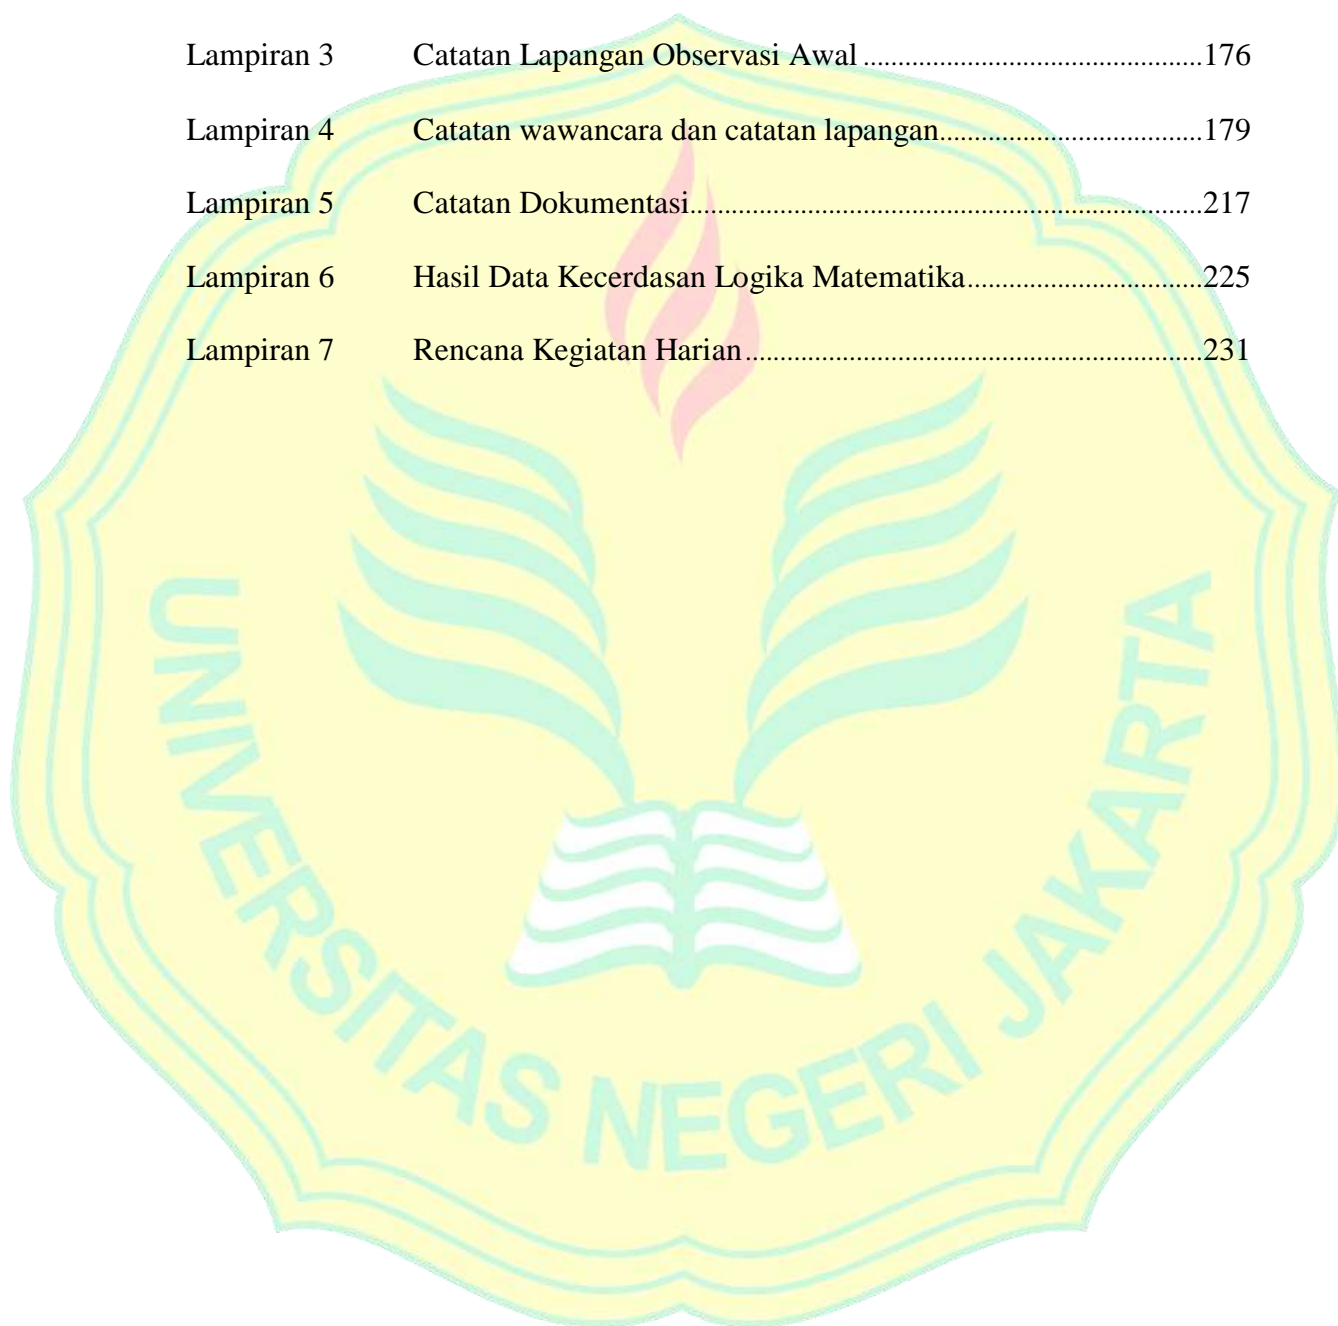 Lampiran 3 Catatan Lapangan Observasi Awal ..........................................176
Lampiran 4 Catatan wawancara dan catatan lapangan.................................179
Lampiran 5 Catatan Dokumentasi................................................................217
Lampiran 6 Hasil Data Kecerdasan Logika Matematika..............................225
Lampiran 7 Rencana Kegiatan Harian.........................................................231
UNIVERSITAS NEGERI JAKARTA